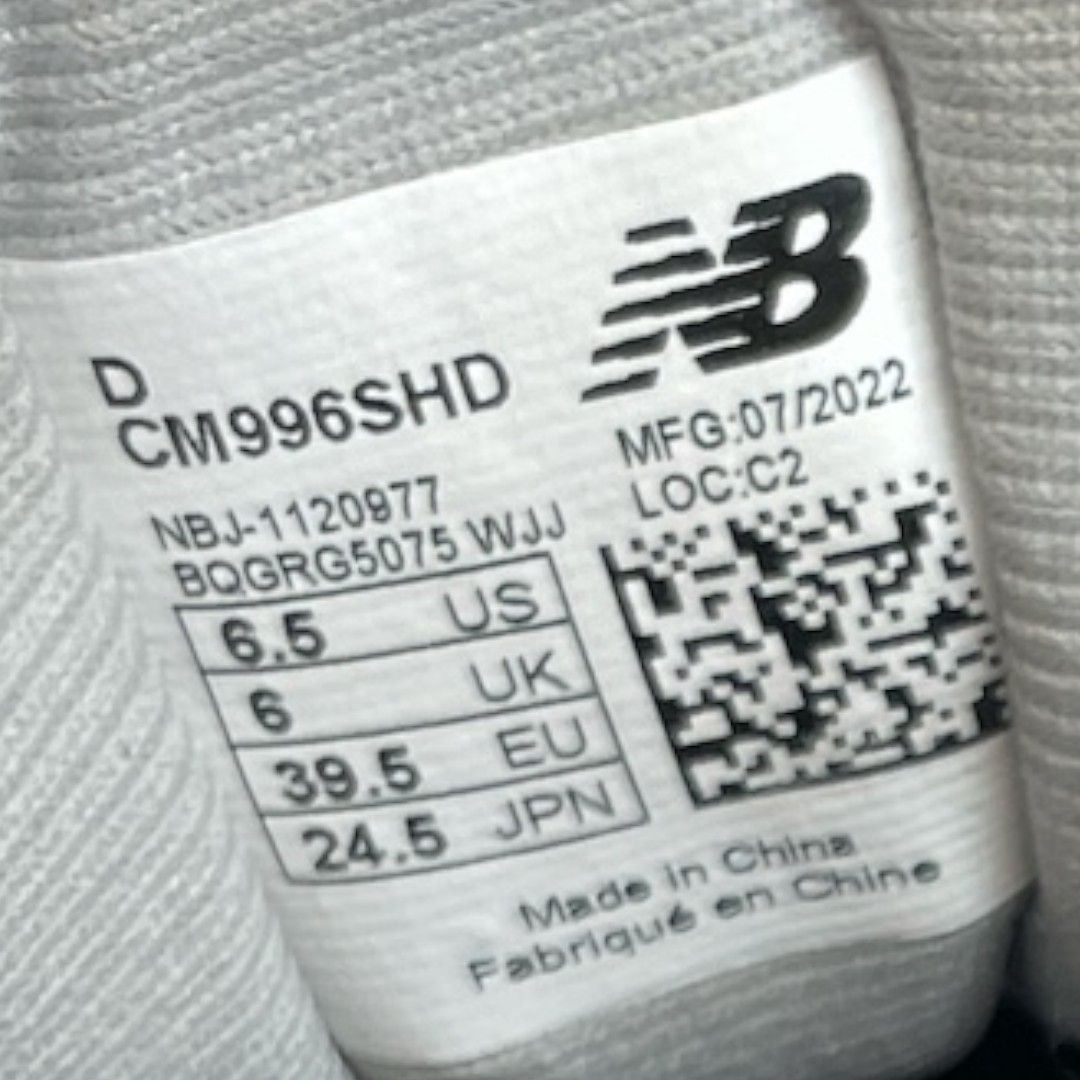 NB
D
CM996SHD
MFG:07/2022
LOC:C2
NBJ-1120977
BQGRG5075 WJJ
6.5 US
6 UK
39.5 EU
24.5 JPN
Made in China
Fabriqué en Chine